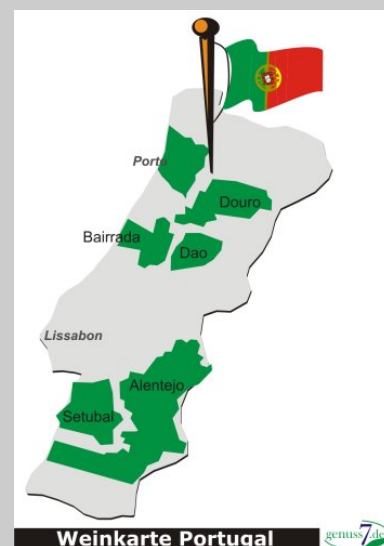 Porto
Douro
Bairrada
Dao
Lissabon
Alentejo
Setubal
Weinkarte Portugal
genuss7.de